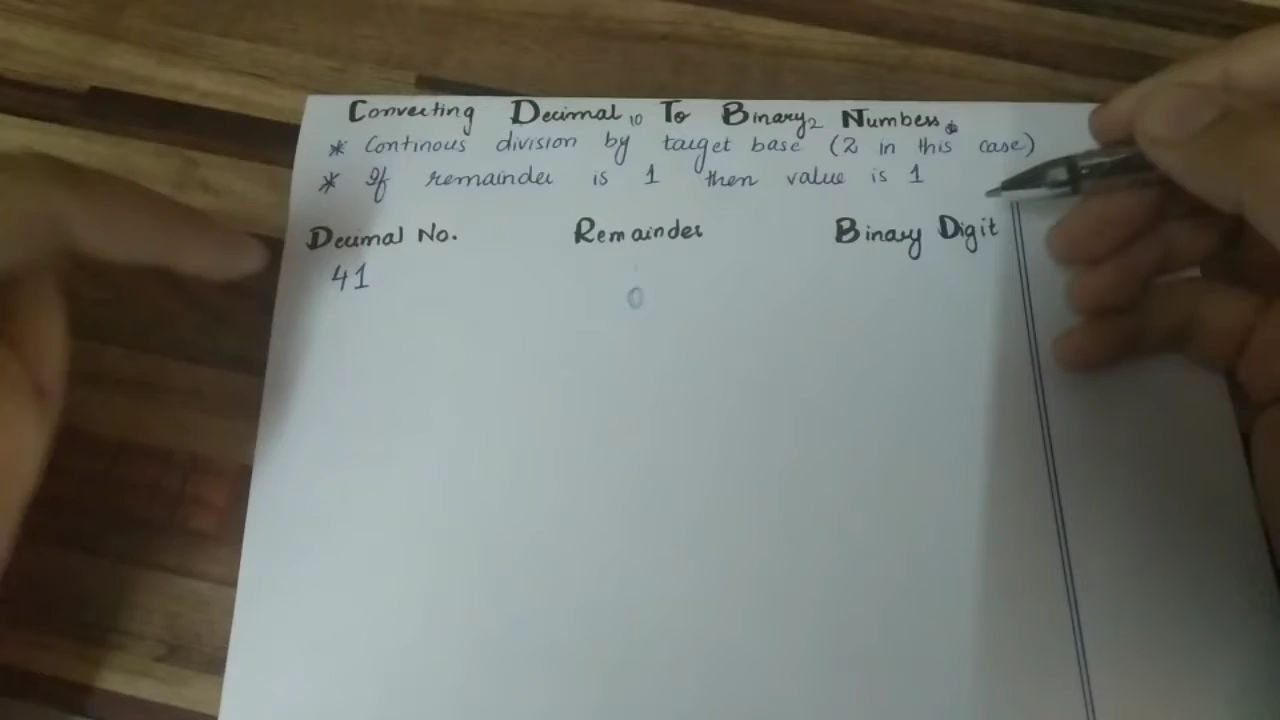 Converting Decimal₁₀ To Binary₂ Numbers.
* Continous division by target base (2 in this case)
* If remainder is 1 then value is 1
Decimal No. Remainder Binary Digit
41
0